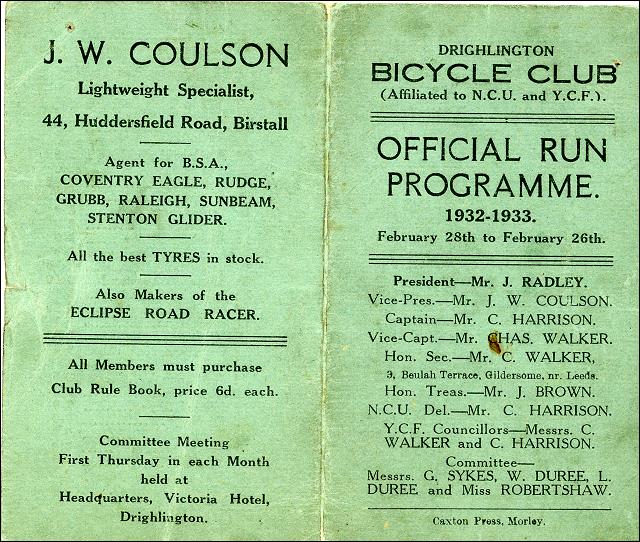 J. W. COULSON
Lightweight Specialist,
44, Huddersfield Road, Birstall
Agent for B.S.A.,
COVENTRY EAGLE, RUDGE,
GRUBB, RALEIGH, SUNBEAM,
STENTON GLIDER.
All the best TYRES in stock.
Also Makers of the
ECLIPSE ROAD RACER.
All Members must purchase
Club Rule Book, price 6d. each.
Committee Meeting
First Thursday in each Month
held at
Headquarters, Victoria Hotel,
Drighlington.
DRIGHLINGTON
BICYCLE CLUB
(Affiliated to N.C.U. and Y.C.F.).
OFFICIAL RUN
PROGRAMME.
1932-1933.
February 28th to February 26th.
President—Mr. J. RADLEY.
Vice-Pres.—Mr. J. W. COULSON.
Captain—Mr. C. HARRISON.
Vice-Capt.—Mr. CHAS. WALKER.
Hon. Sec.—Mr. C. WALKER,
3, Beulah Terrace, Gildersome, nr. Leeds.
Hon. Treas.—Mr. J. BROWN.
N.C.U. Del.—Mr. C. HARRISON.
Y.C.F. Councillors—Messrs. C.
WALKER and C. HARRISON.
Committee—
Messrs. G. SYKES, W. DUREE, L.
DUREE and Miss ROBERTSHAW.
Caxton Press, Morley.